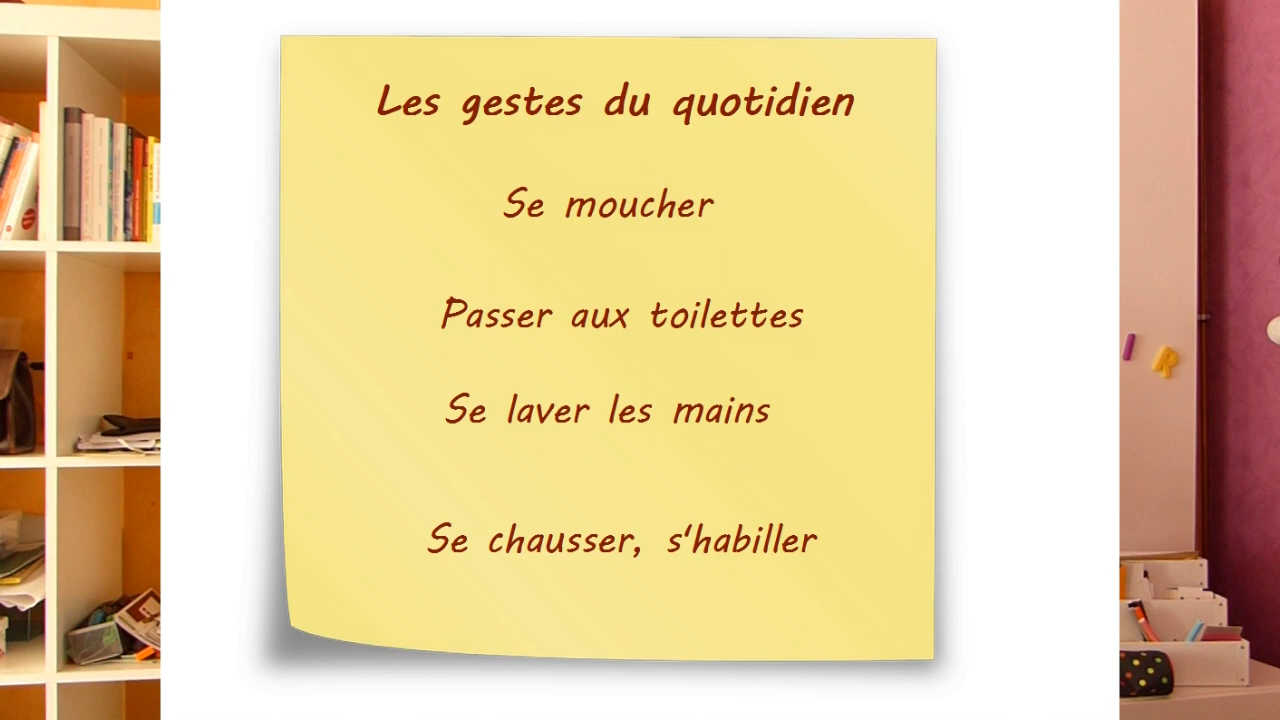 Les gestes du quotidien
Se moucher
Passer aux toilettes
Se laver les mains
Se chausser, s'habiller
R